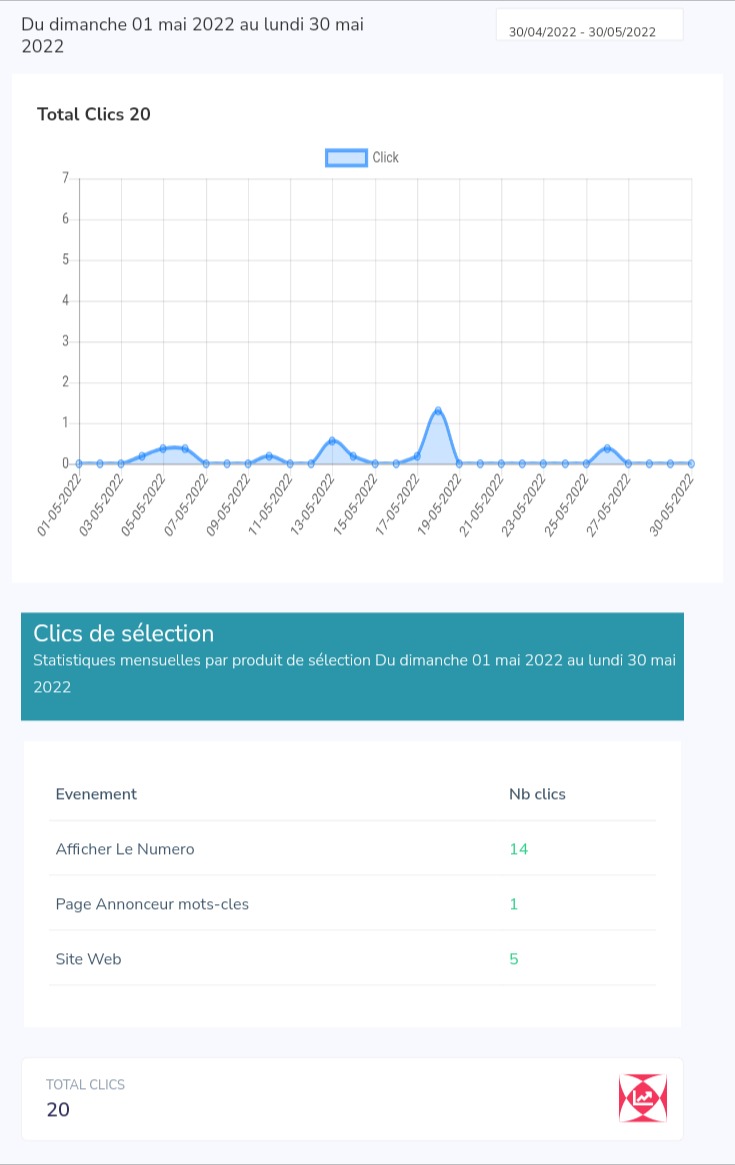 Du dimanche 01 mai 2022 au lundi 30 mai
2022
30/04/2022 - 30/05/2022
Total Clics 20
Click
7
6
5
4
3
2
1
0
01-05-2022
03-05-2022
05-05-2022
07-05-2022
09-05-2022
11-05-2022
13-05-2022
15-05-2022
17-05-2022
19-05-2022
21-05-2022
23-05-2022
25-05-2022
27-05-2022
30-05-2022
Clics de sélection
Statistiques mensuelles par produit de sélection Du dimanche 01 mai 2022 au lundi 30 mai
2022
Evenement Nb clics
Afficher Le Numero 14
Page Annonceur mots-cles 1
Site Web 5
TOTAL CLICS
20